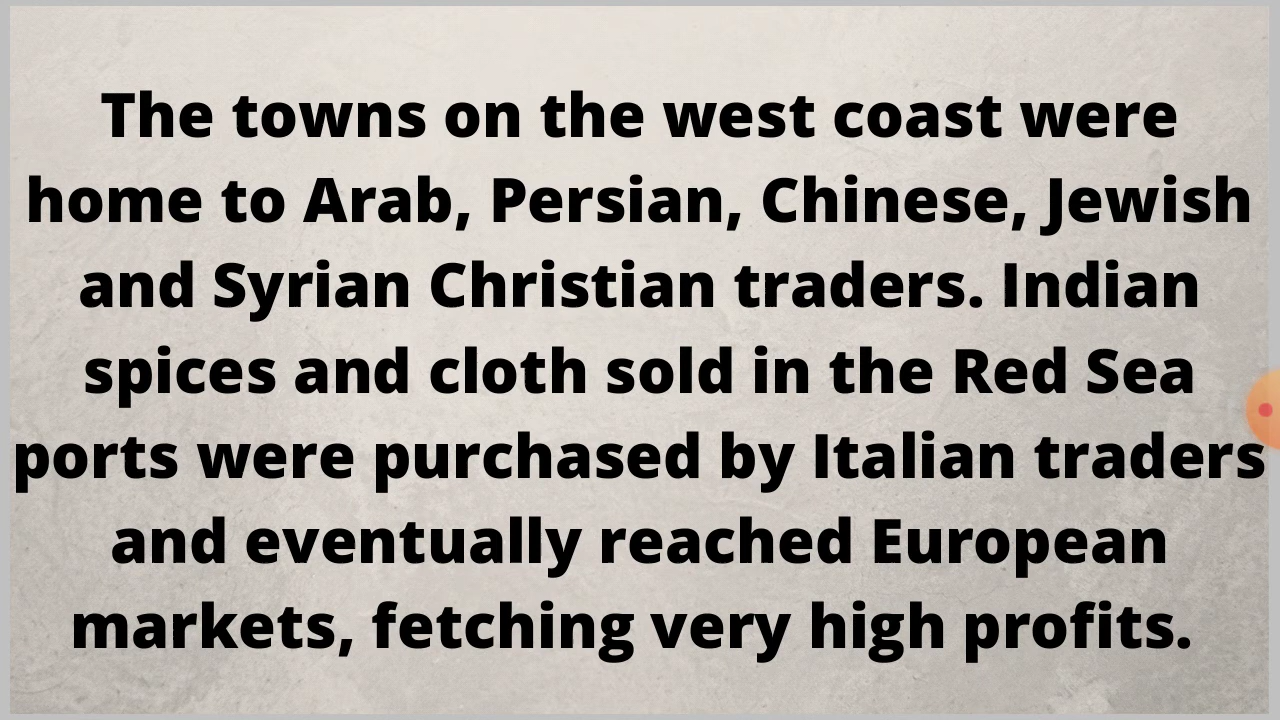 The towns on the west coast were
home to Arab, Persian, Chinese, Jewish
and Syrian Christian traders. Indian
spices and cloth sold in the Red Sea
ports were purchased by Italian traders
and eventually reached European
markets, fetching very high profits.